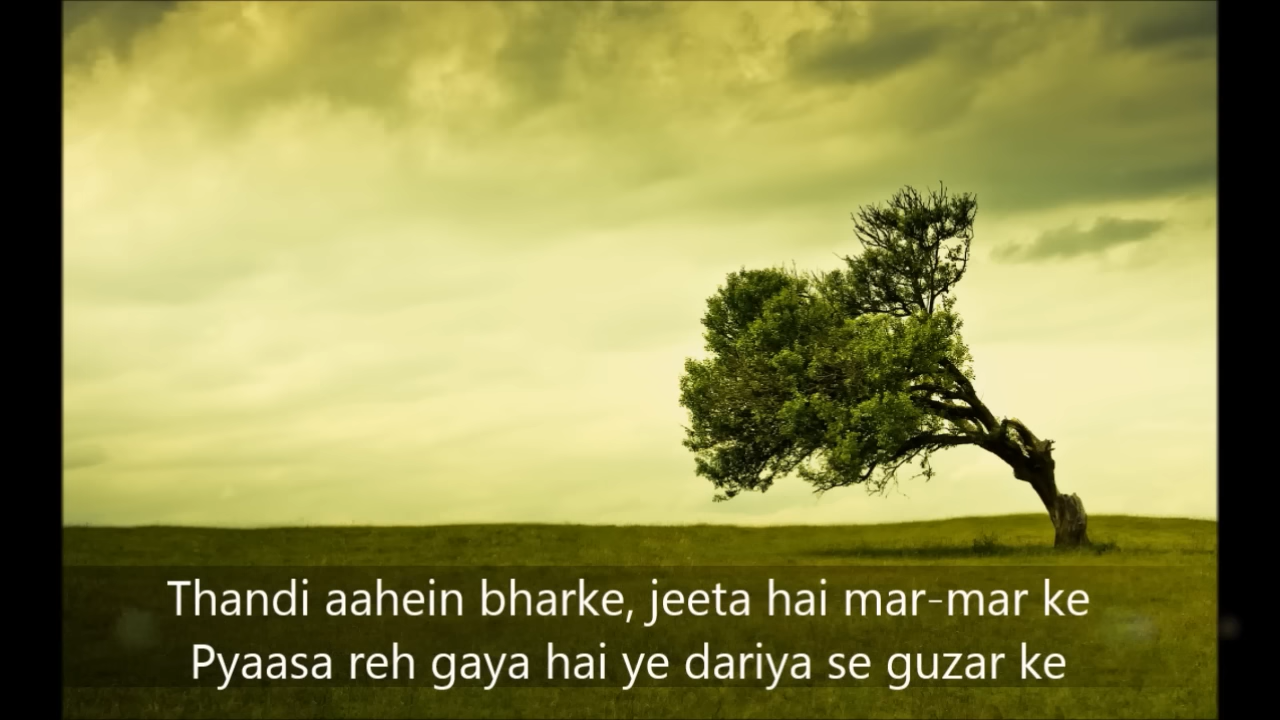 Thandi aahein bharke, jeeta hai mar-mar ke
Pyaasa reh gaya hai ye dariya se guzar ke